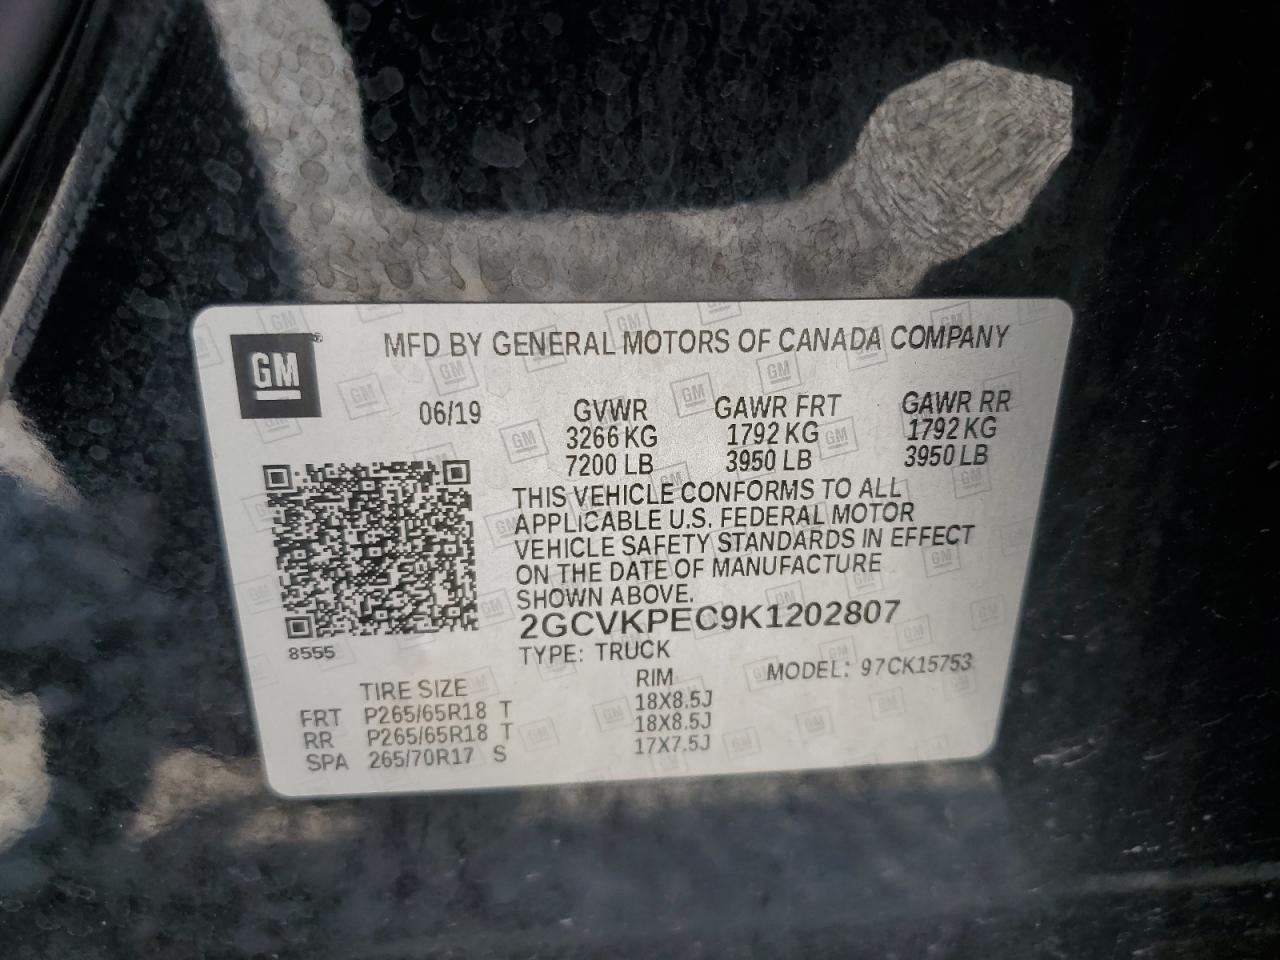 GM
MFD BY GENERAL MOTORS OF CANADA COMPANY
06/19 GVWR GAWR FRT GAWR RR
3266 KG 1792 KG 1792 KG
7200 LB 3950 LB 3950 LB
THIS VEHICLE CONFORMS TO ALL
APPLICABLE U.S. FEDERAL MOTOR
VEHICLE SAFETY STANDARDS IN EFFECT
ON THE DATE OF MANUFACTURE
SHOWN ABOVE.
2GCVKPEC9K1202807
8555
TYPE: TRUCK
MODEL: 97CK15753
TIRE SIZE RIM
FRT P265/65R18 T 18X8.5J
RR P265/65R18 T 18X8.5J
SPA 265/70R17 S 17X7.5J